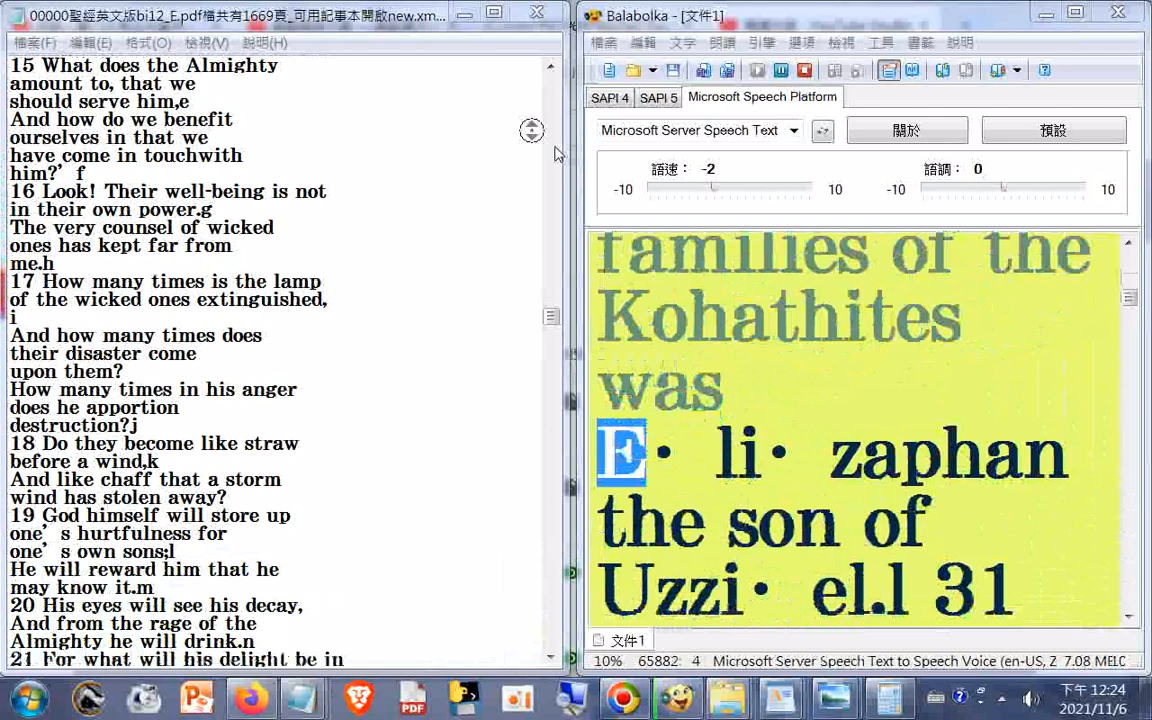 00000聖經英文版bi12_E.pdf檔共有1669頁_可用記事本開啟new.xm...
檔案(F) 編輯(E) 格式(O) 檢視(V) 說明(H)
15 What does the Almighty
amount to, that we
should serve him,e
And how do we benefit
ourselves in that we
have come in touchwith
him?’ f
16 Look! Their well-being is not
in their own power.g
The very counsel of wicked
ones has kept far from
me.h
17 How many times is the lamp
of the wicked ones extinguished,
i
And how many times does
their disaster come
upon them?
How many times in his anger
does he apportion
destruction?j
18 Do they become like straw
before a wind,k
And like chaff that a storm
wind has stolen away?
19 God himself will store up
one’ s hurtfulness for
one’ s own sons;l
He will reward him that he
may know it.m
20 His eyes will see his decay,
And from the rage of the
Almighty he will drink.n
21 For what will his delight be in
Balabolka - [文件1]
檔案 編輯 文字 朗讀 引擎 選項 檢視 工具 書籤 說明
SAPI 4 SAPI 5 Microsoft Speech Platform
Microsoft Server Speech Text 關於 預設
語速: -2 語調: 0
-10 10 -10 10
families of the
Kohathites
was
E· li· zaphan
the son of
Uzzi· el.l 31
文件1
10% 65882: 4 Microsoft Server Speech Text to Speech Voice (en-US, Z 7.08 MELC
下午 12:24
2021/11/6